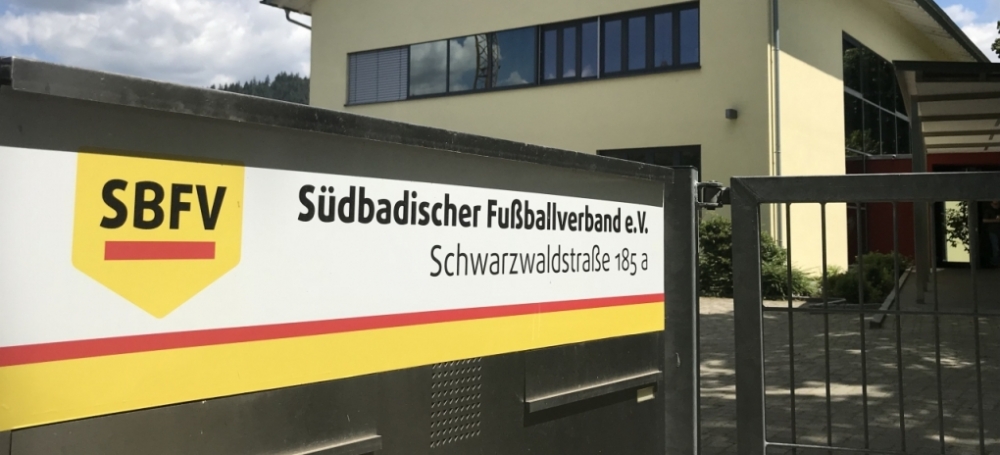 SBFV
Südbadischer Fußballverband e.V.
Schwarzwaldstraße 185 a